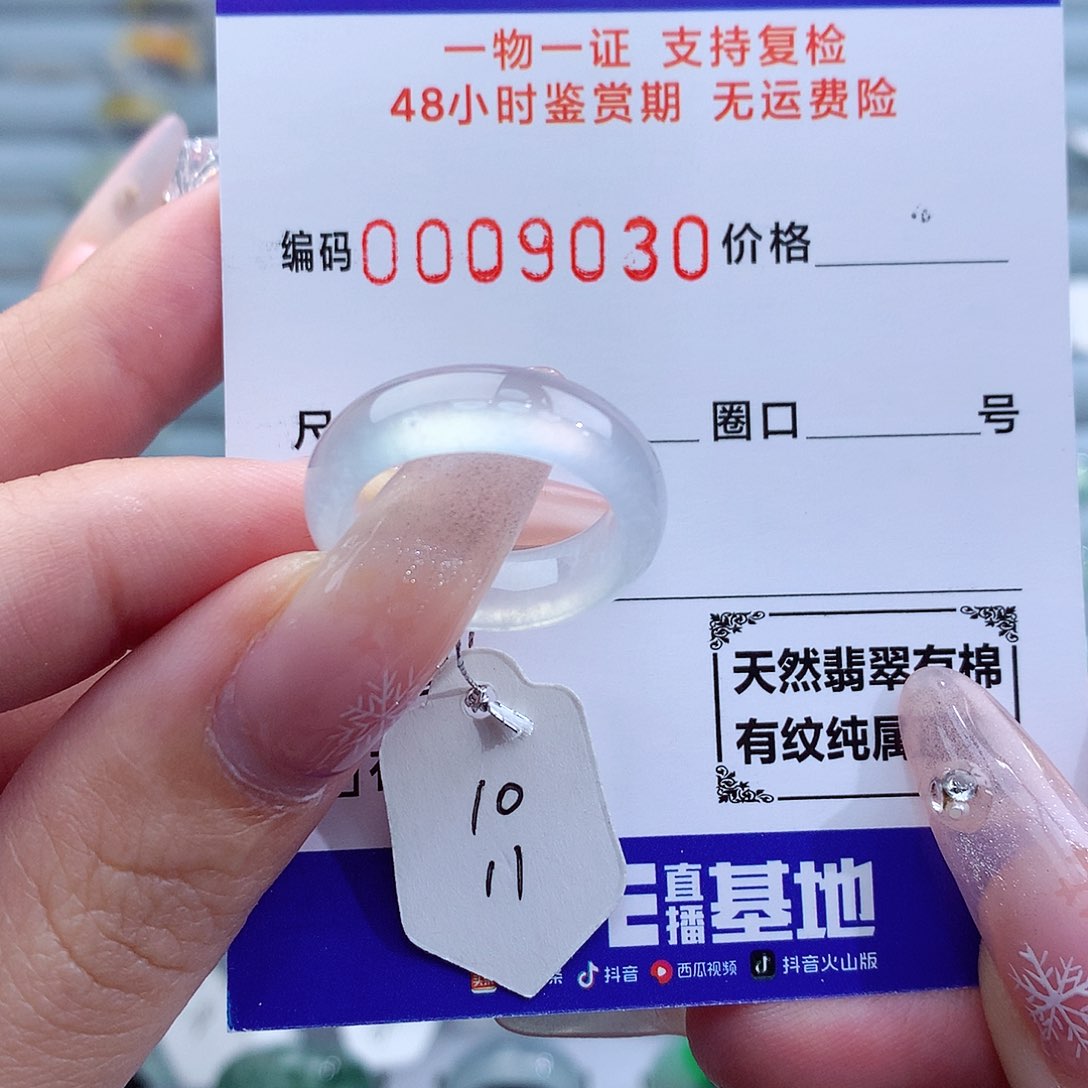 一物一证 支持复检
48小时鉴赏期 无运费险
编码0009030价格
尺
圈口 号
天然翡翠有棉
有纹纯属
10
11
直播基地
抖音 西瓜视频 抖音火山版